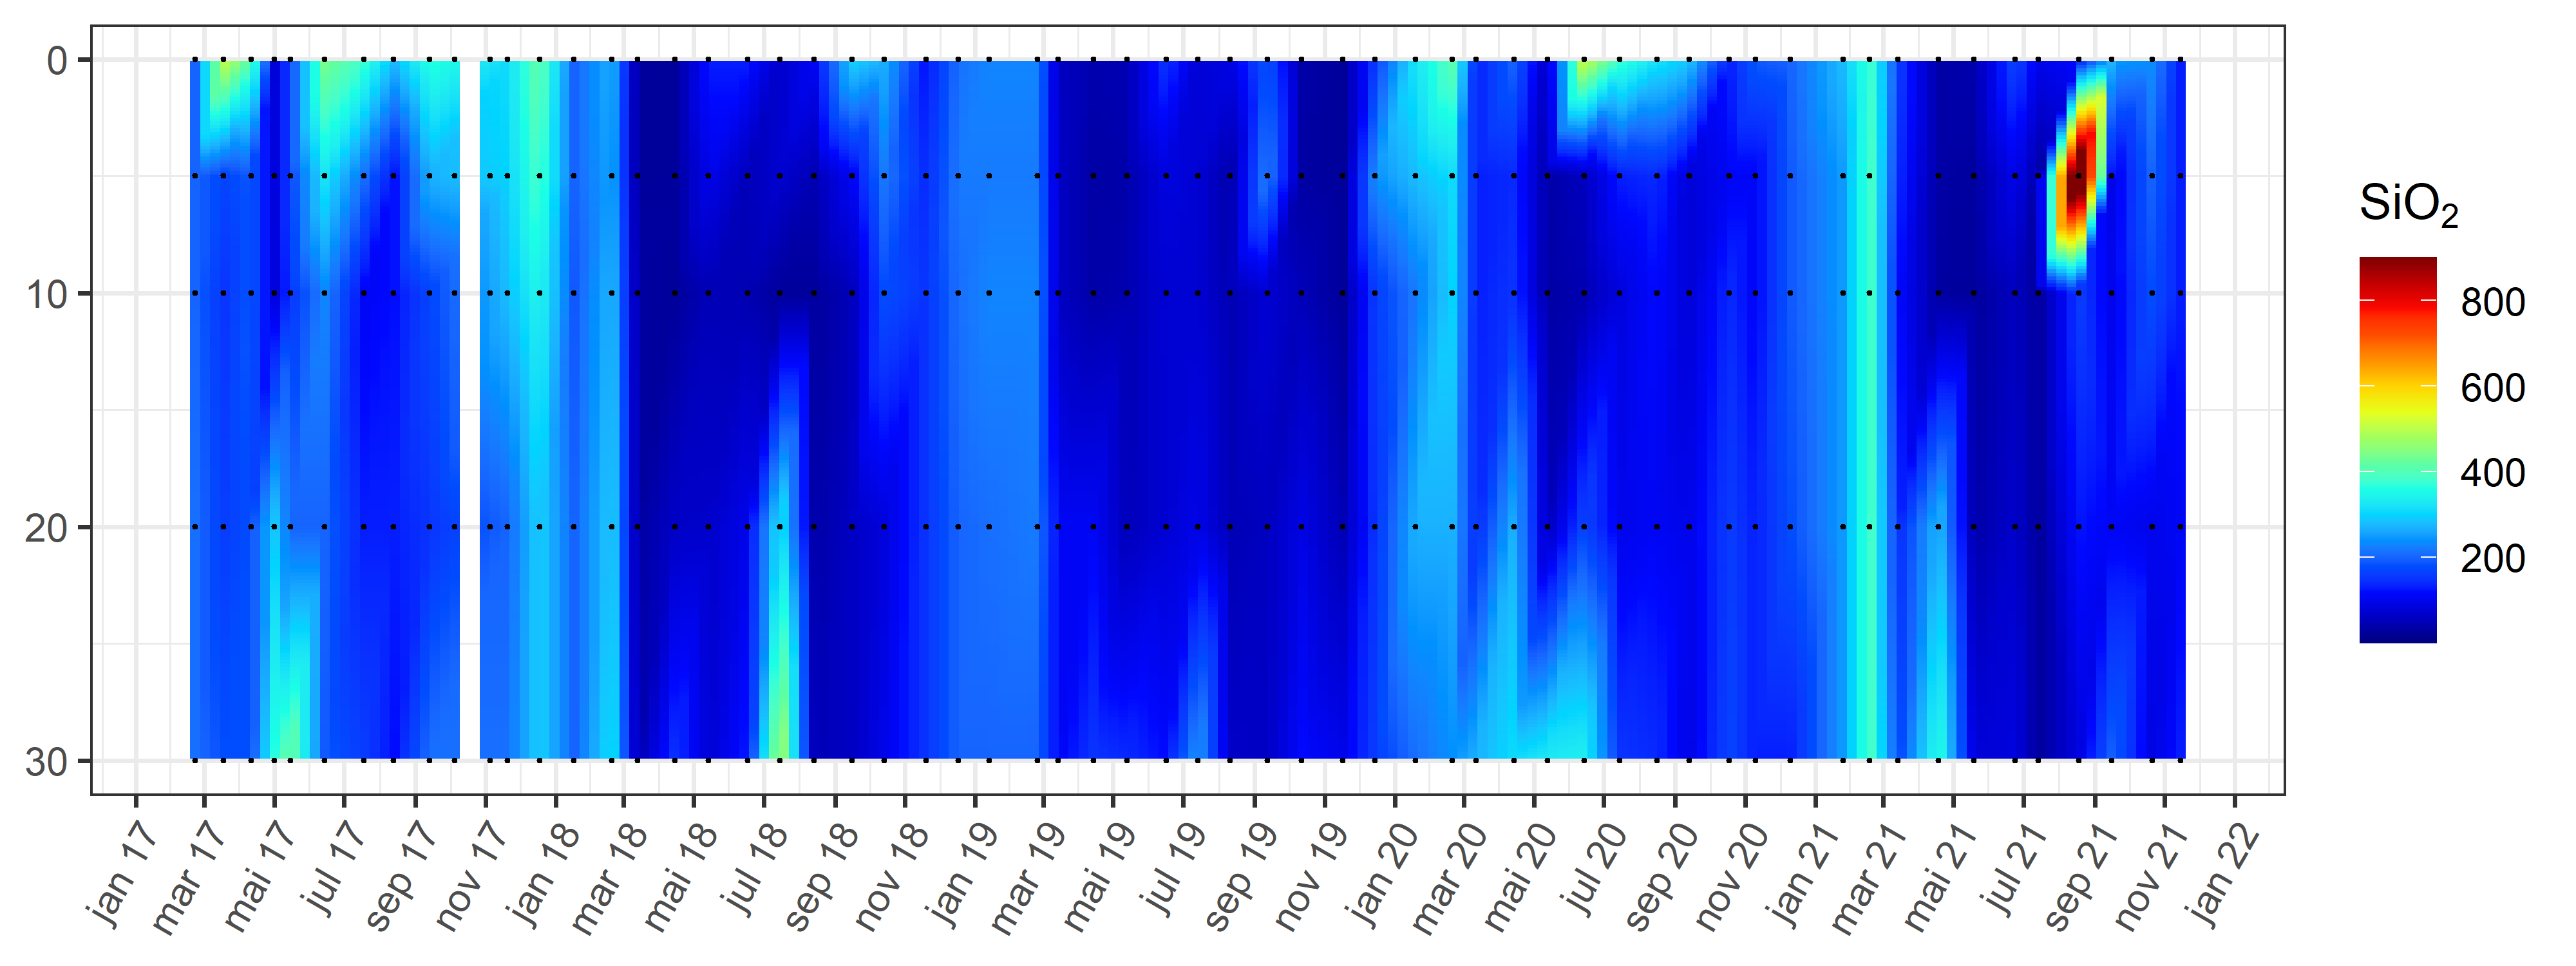 0
10
20
30
jan 17
mar 17
mai 17
jul 17
sep 17
nov 17
jan 18
mar 18
mai 18
jul 18
sep 18
nov 18
jan 19
mar 19
mai 19
jul 19
sep 19
nov 19
jan 20
mar 20
mai 20
jul 20
sep 20
nov 20
jan 21
mar 21
mai 21
jul 21
sep 21
nov 21
jan 22
SiO₂
800
600
400
200